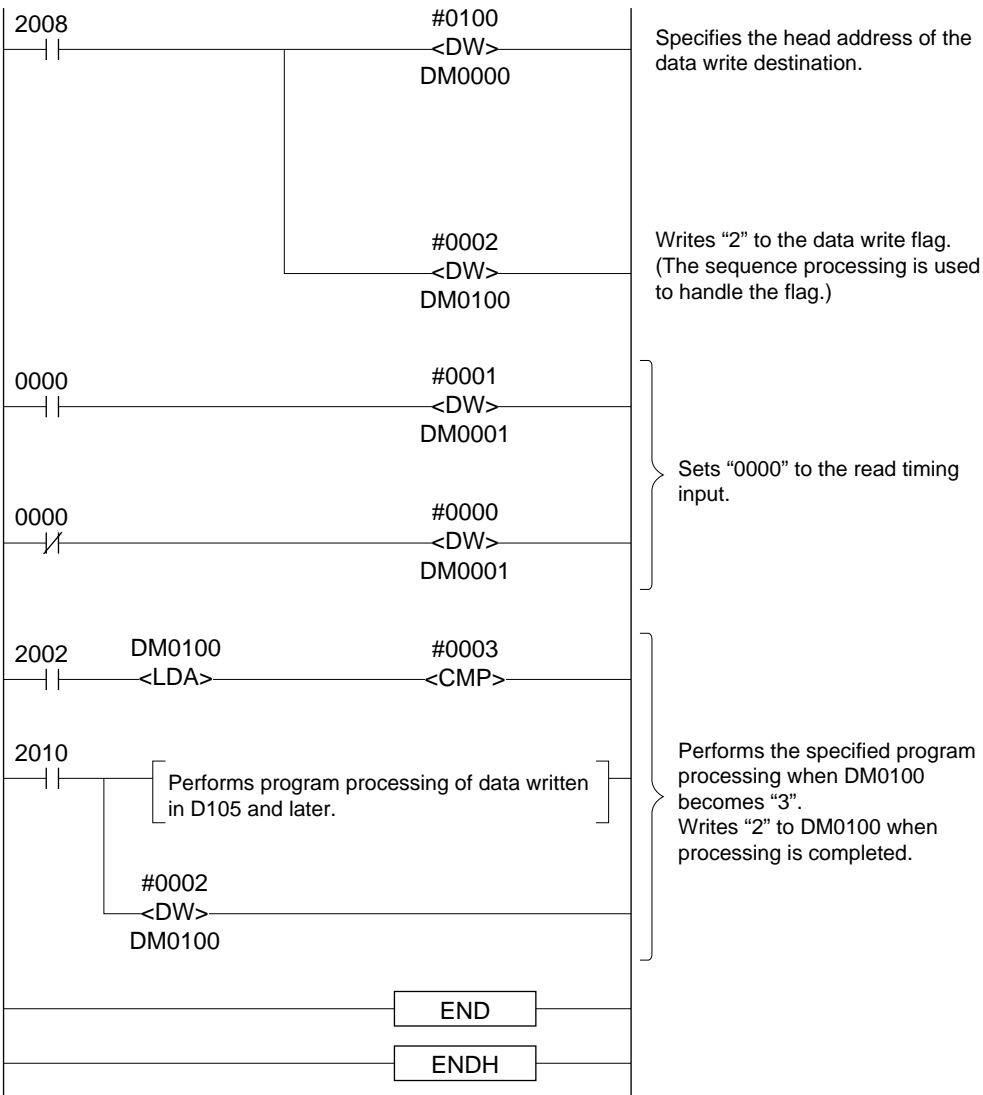 2008
#0100
<DW>
DM0000
Specifies the head address of the
data write destination.
#0002
<DW>
DM0100
Writes “2” to the data write flag.
(The sequence processing is used
to handle the flag.)
0000
#0001
<DW>
DM0001
0000
#0000
<DW>
DM0001
Sets “0000” to the read timing
input.
2002
DM0100
<LDA>
#0003
<CMP>
2010
Performs program processing of data written
in D105 and later.
#0002
<DW>
DM0100
Performs the specified program
processing when DM0100
becomes “3”.
Writes “2” to DM0100 when
processing is completed.
END
ENDH